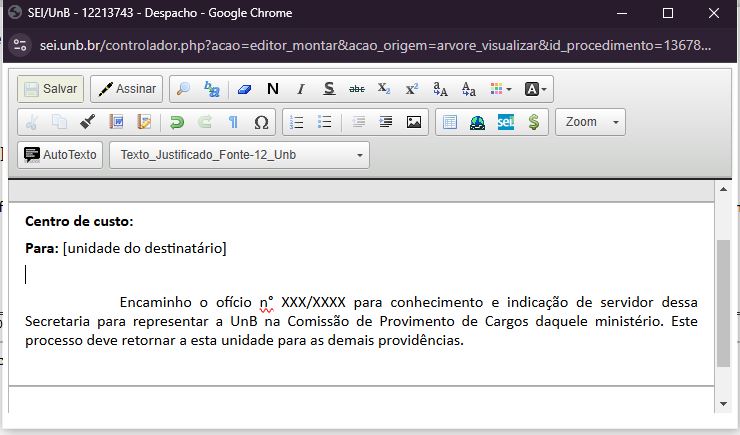 SEI/UnB - 12213743 - Despacho - Google Chrome
sei.unb.br/controlador.php?acao=editor_montar&acao_origem=arvore_visualizar&id_procedimento=13678...
Salvar Assinar N I S abc X₂ x²
Ω Zoom
AutoTexto Texto_Justificado_Fonte-12_Unb
Centro de custo:
Para: [unidade do destinatário]
Encaminho o ofício n° XXX/XXXX para conhecimento e indicação de servidor dessa
Secretaria para representar a UnB na Comissão de Provimento de Cargos daquele ministério. Este
processo deve retornar a esta unidade para as demais providências.